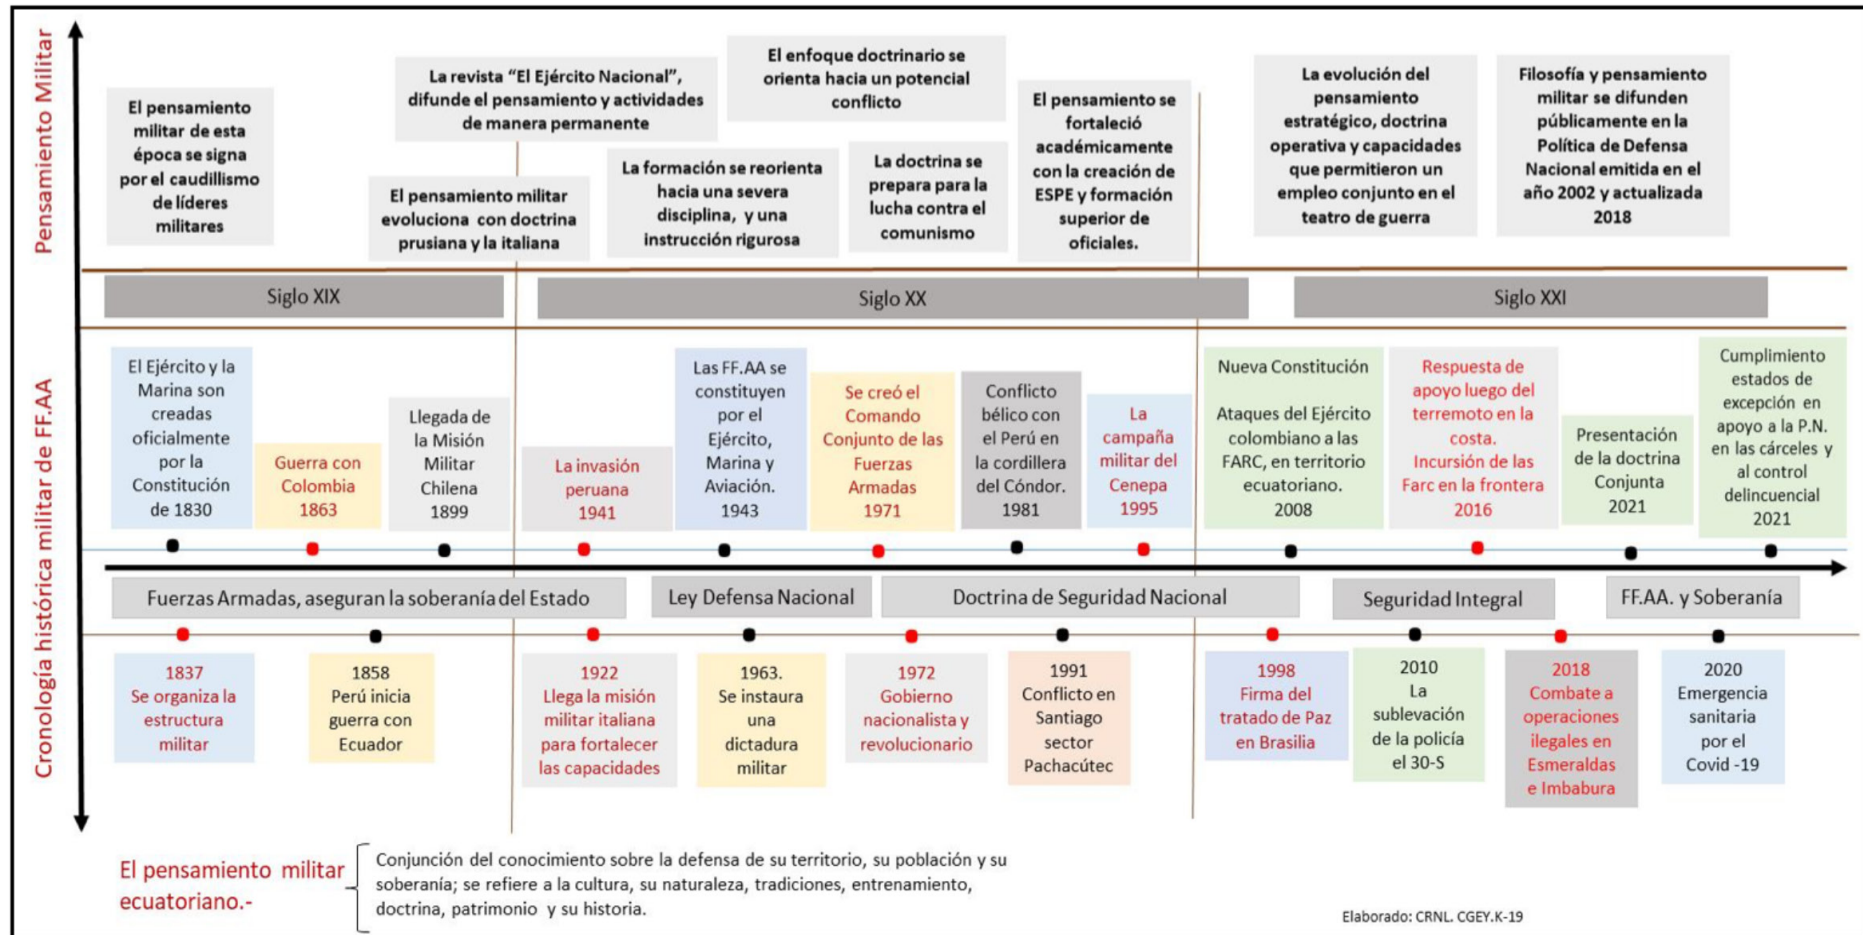 Pensamiento Militar
El pensamiento
militar de esta
época se signa
por el caudillismo
de líderes
militares
La revista “El Ejército Nacional”,
difunde el pensamiento y actividades
de manera permanente
El pensamiento militar
evoluciona con doctrina
prusiana y la italiana
El enfoque doctrinario se
orienta hacia un potencial
conflicto
La formación se reorienta
hacia una severa
disciplina, y una
instrucción rigurosa
La doctrina se
prepara para la
lucha contra el
comunismo
El pensamiento se
fortaleció
académicamente
con la creación de
ESPE y formación
superior de
oficiales.
La evolución del
pensamiento
estratégico, doctrina
operativa y capacidades
que permitieron un
empleo conjunto en el
teatro de guerra
Filosofía y pensamiento
militar se difunden
públicamente en la
Política de Defensa
Nacional emitida en el
año 2002 y actualizada
2018
Siglo XIX
Siglo XX
Siglo XXI
Cronología histórica militar de FF.AA
El Ejército y la
Marina son
creadas
oficialmente
por la
Constitución
de 1830
Guerra con
Colombia
1863
Llegada de
la Misión
Militar
Chilena
1899
La invasión
peruana
1941
Las FF.AA se
constituyen
por el
Ejército,
Marina y
Aviación.
1943
Se creó el
Comando
Conjunto de las
Fuerzas
Armadas
1971
Conflicto
bélico con
el Perú en
la cordillera
del Cóndor.
1981
La
campaña
militar del
Cenepa
1995
Nueva Constitución
Ataques del Ejército
colombiano a las
FARC, en territorio
ecuatoriano.
2008
Respuesta de
apoyo luego del
terremoto en la
costa.
Incursión de las
Farc en la frontera
2016
Presentación
de la doctrina
Conjunta
2021
Cumplimiento
estados de
excepción en
apoyo a la P.N.
en las cárceles y
al control
delincuencial
2021
Fuerzas Armadas, aseguran la soberanía del Estado
Ley Defensa Nacional
Doctrina de Seguridad Nacional
Seguridad Integral
FF.AA. y Soberanía
1837
Se organiza la
estructura
militar
1858
Perú inicia
guerra con
Ecuador
1922
Llega la misión
militar italiana
para fortalecer
las capacidades
1963.
Se instaura
una
dictadura
militar
1972
Gobierno
nacionalista y
revolucionario
1991
Conflicto en
Santiago
sector
Pachacútec
1998
Firma del
tratado de Paz
en Brasilia
2010
La
sublevación
de la policía
el 30-S
2018
Combate a
operaciones
ilegales en
Esmeraldas
e Imbabura
2020
Emergencia
sanitaria
por el
Covid -19
El pensamiento militar
ecuatoriano.-
Conjunción del conocimiento sobre la defensa de su territorio, su población y su
soberanía; se refiere a la cultura, su naturaleza, tradiciones, entrenamiento,
doctrina, patrimonio y su historia.
Elaborado: CRNL. CGEY.K-19